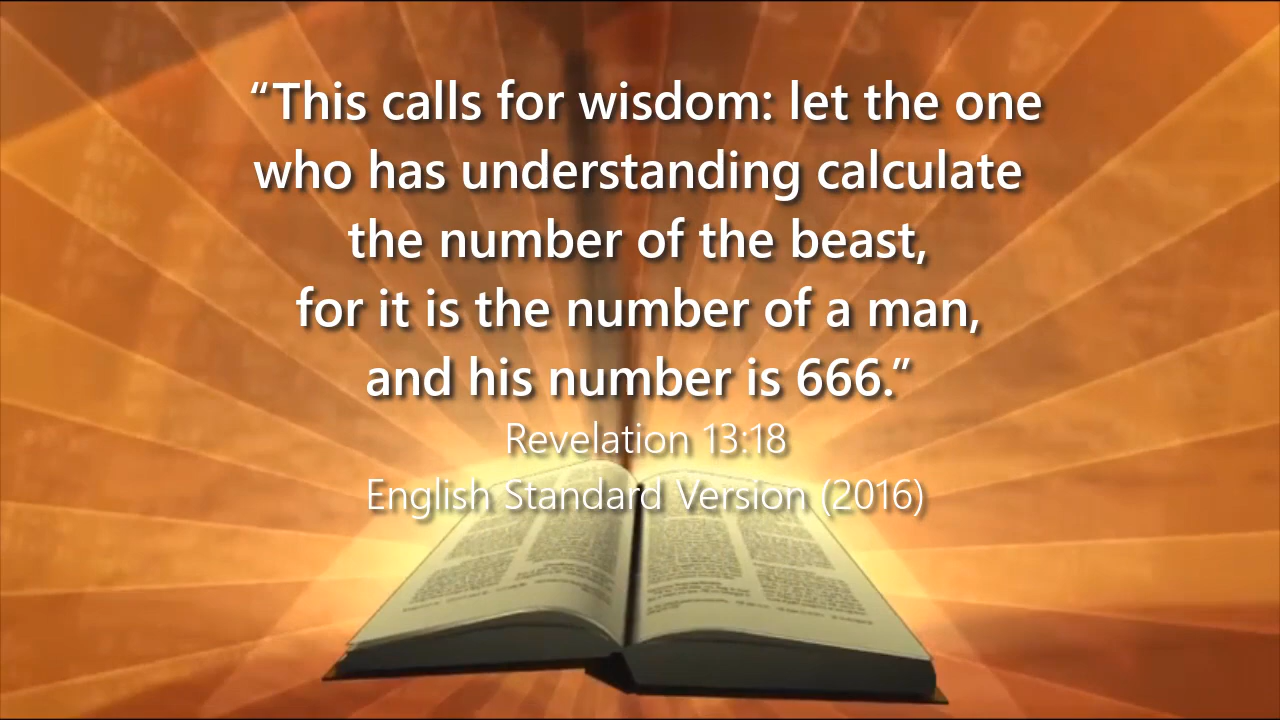 “This calls for wisdom: let the one
who has understanding calculate
the number of the beast,
for it is the number of a man,
and his number is 666.”
Revelation 13:18
English Standard Version (2016)